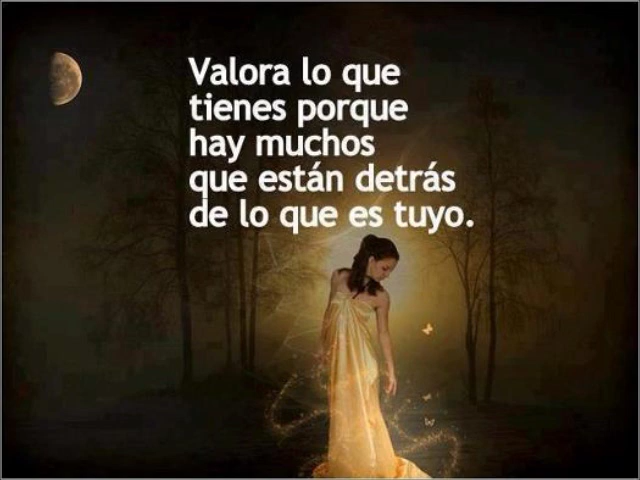 Valora lo que
tienes porque
hay muchos
que están detrás
de lo que es tuyo.